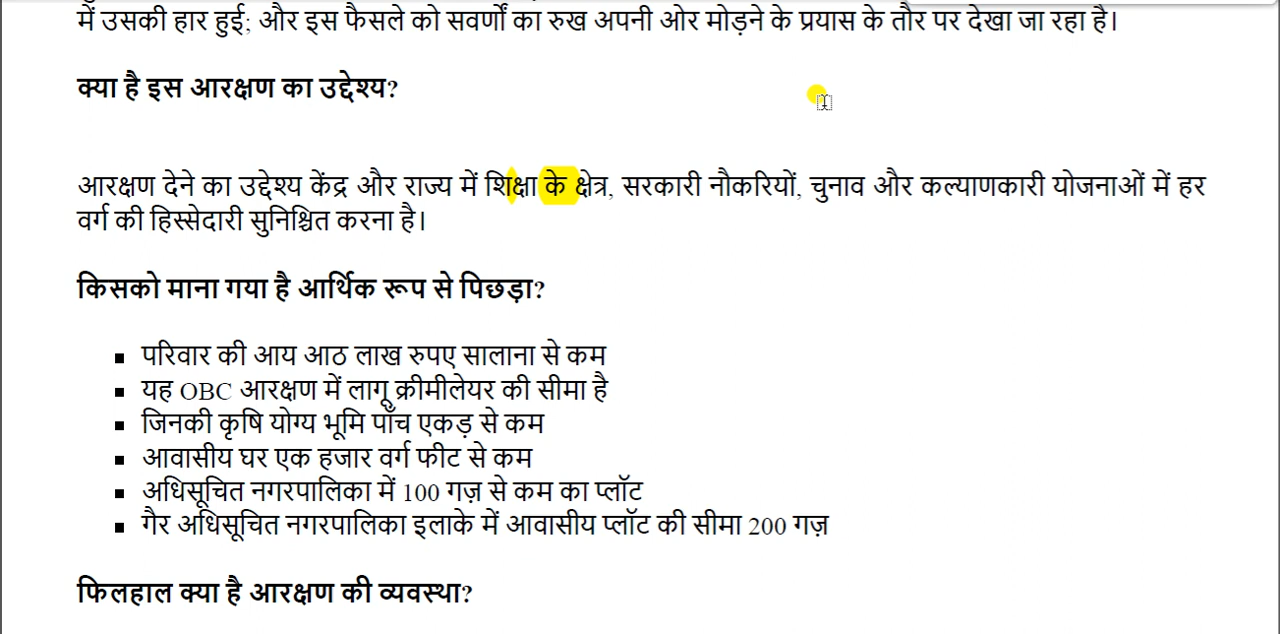 में उसकी हार हुई; और इस फैसले को सवर्णों का रुख अपनी ओर मोड़ने के प्रयास के तौर पर देखा जा रहा है।
क्या है इस आरक्षण का उद्देश्य?
आरक्षण देने का उद्देश्य केंद्र और राज्य में शिक्षा के क्षेत्र, सरकारी नौकरियों, चुनाव और कल्याणकारी योजनाओं में हर
वर्ग की हिस्सेदारी सुनिश्चित करना है।
किसको माना गया है आर्थिक रूप से पिछड़ा?
▪ परिवार की आय आठ लाख रुपए सालाना से कम
▪ यह OBC आरक्षण में लागू क्रीमीलेयर की सीमा है
▪ जिनकी कृषि योग्य भूमि पाँच एकड़ से कम
▪ आवासीय घर एक हजार वर्ग फीट से कम
▪ अधिसूचित नगरपालिका में 100 गज़ से कम का प्लॉट
▪ गैर अधिसूचित नगरपालिका इलाके में आवासीय प्लॉट की सीमा 200 गज़
फिलहाल क्या है आरक्षण की व्यवस्था?